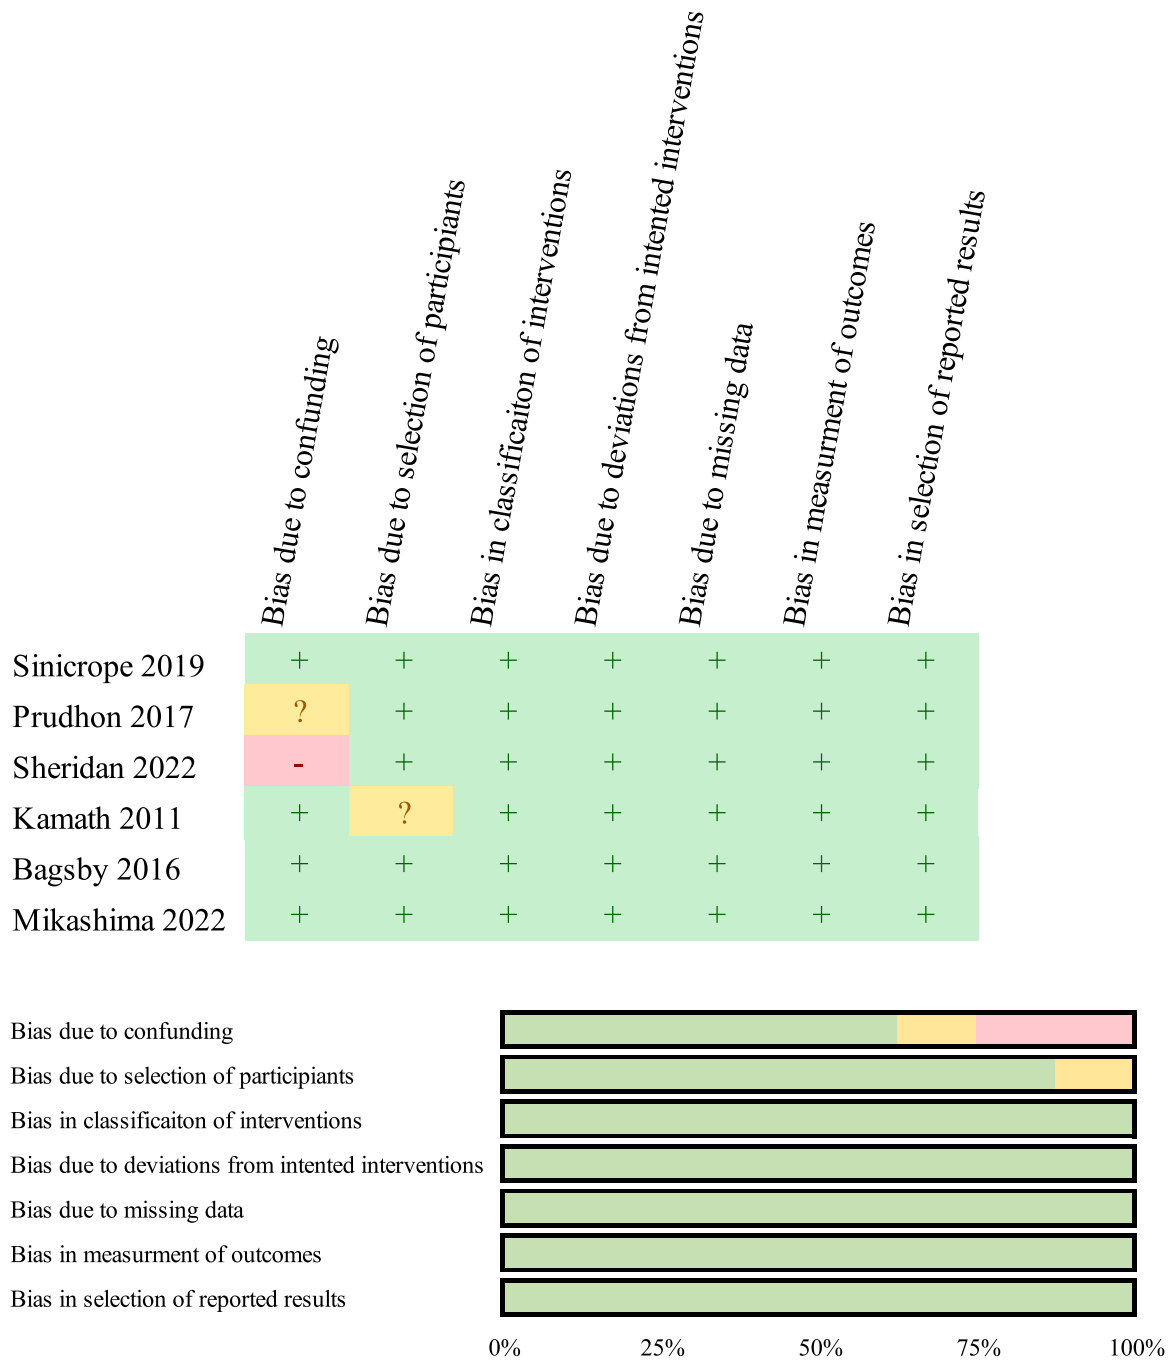 Bias due to confunding
Bias due to selection of participiants
Bias in classificaiton of interventions
Bias due to deviations from intented interventions
Bias due to missing data
Bias in measurment of outcomes
Bias in selection of reported results
Sinicrope 2019 + + + + + + +
Prudhon 2017 ? + + + + + +
Sheridan 2022 - + + + + + +
Kamath 2011 + ? + + + + +
Bagsby 2016 + + + + + + +
Mikashima 2022 + + + + + + +
Bias due to confunding
Bias due to selection of participiants
Bias in classificaiton of interventions
Bias due to deviations from intented interventions
Bias due to missing data
Bias in measurment of outcomes
Bias in selection of reported results
0% 25% 50% 75% 100%